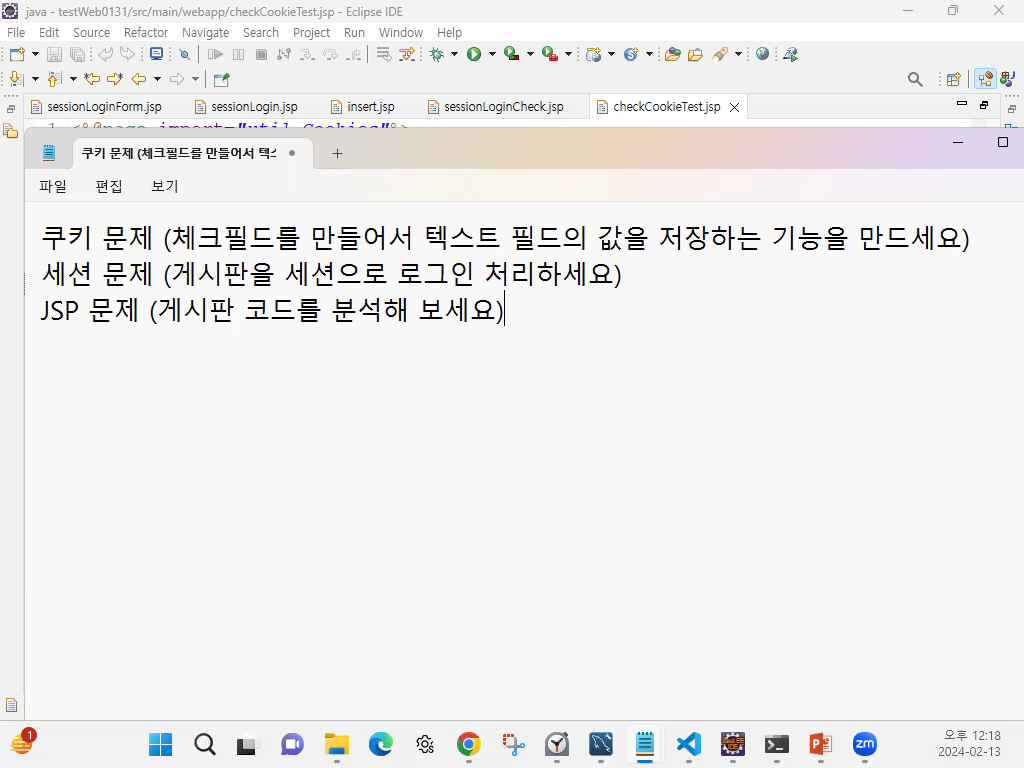 java - testWeb0131/src/main/webapp/checkCookieTest.jsp - Eclipse IDE
File Edit Source Refactor Navigate Search Project Run Window Help
sessionLoginForm.jsp sessionLogin.jsp insert.jsp sessionLoginCheck.jsp checkCookieTest.jsp
1 <%@page import="util.Cookies"%>
쿠키 문제 (체크필드를 만들어서 텍스
파일 편집 보기
쿠키 문제 (체크필드를 만들어서 텍스트 필드의 값을 저장하는 기능을 만드세요)
세션 문제 (게시판을 세션으로 로그인 처리하세요)
JSP 문제 (게시판 코드를 분석해 보세요)
1
zm
오후 12:18
2024-02-13